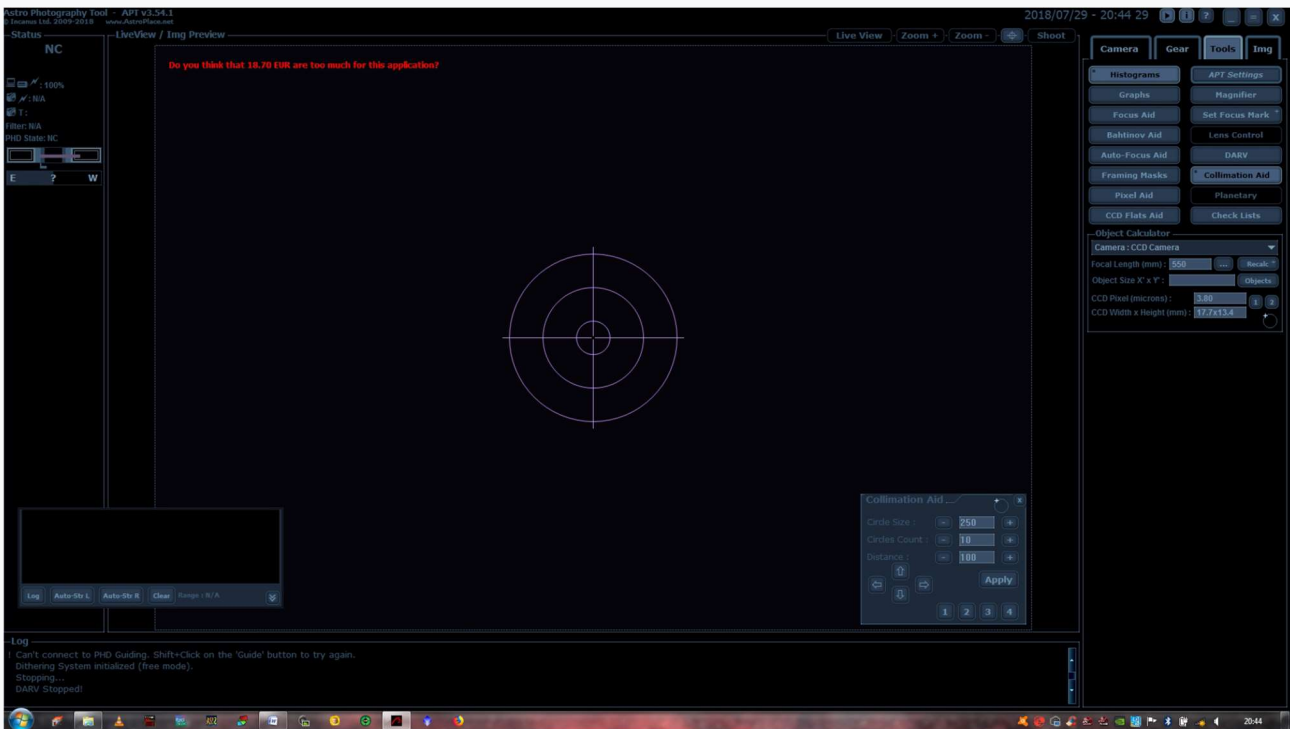 Astro Photography Tool - APT v3.54.1
© Incanus Ltd. 2009-2018 www.AstroPlace.net
2018/07/29 - 20:44 29
Status
NC
: 100%
: N/A
T :
Filter: N/A
PHD State: NC
E ? W
LiveView / Img Preview
Live View Zoom + Zoom - Shoot
Do you think that 18.70 EUR are too much for this application?
Camera Gear Tools Img
Histograms APT Settings
Graphs Magnifier
Focus Aid Set Focus Mark
Bahtinov Aid Lens Control
Auto-Focus Aid DARV
Framing Masks Collimation Aid
Pixel Aid Planetary
CCD Flats Aid Check Lists
Object Calculator
Camera : CCD Camera
Focal Length (mm) : 550 ... Recalc
Object Size X' x Y' : Objects
CCD Pixel (microns) : 3.80 1 2
CCD Width x Height (mm) : 17.7x13.4
Collimation Aid x
Circle Size : - 250 +
Circles Count : - 10 +
Distance : - 100 +
Apply
1 2 3 4
Log Auto-Str L Auto-Str R Clear Range : N/A
Log
! Can't connect to PHD Guiding. Shift+Click on the 'Guide' button to try again.
Dithering System initialized (free mode).
Stopping...
DARV Stopped!
20:44